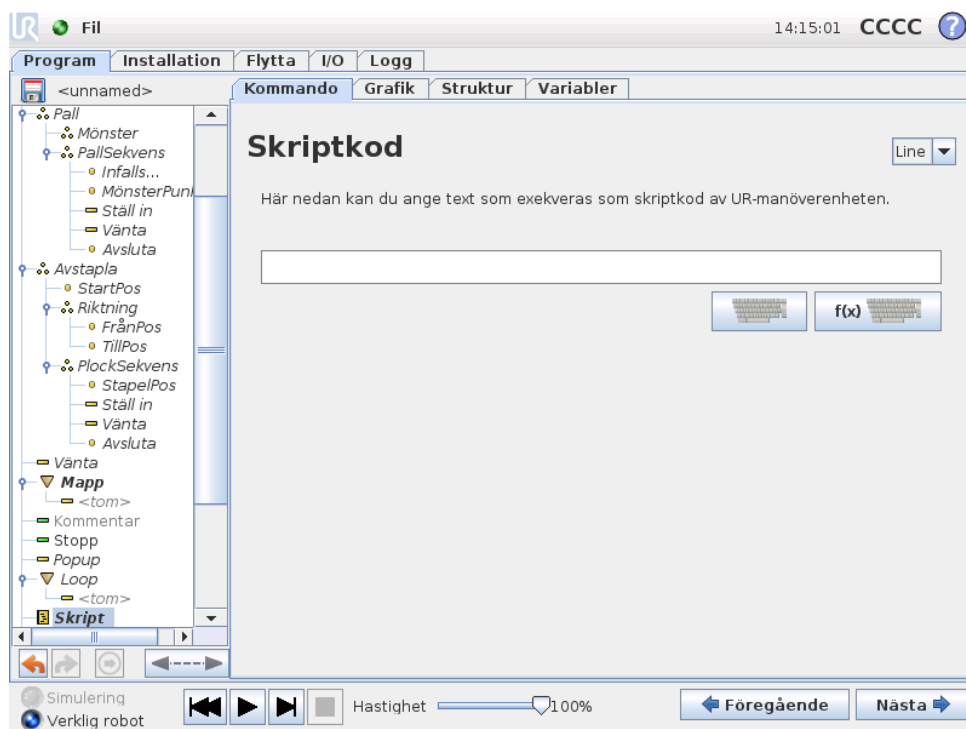 UR Fil 14:15:01 CCCC ?
Program Installation Flytta I/O Logg
<unnamed>
Kommando Grafik Struktur Variabler
Pall
Mönster
PallSekvens
Infalls...
MönsterPunl
Ställ in
Vänta
Avsluta
Avstapla
StartPos
Riktning
FrånPos
TillPos
PlockSekvens
StapelPos
Ställ in
Vänta
Avsluta
Vänta
Mapp
<tom>
Kommentar
Stopp
Popup
Loop
<tom>
Skript
Skriptkod
Line
Här nedan kan du ange text som exekveras som skriptkod av UR-manöverenheten.
f(x)
Simulering
Verklig robot
Hastighet 100%
Föregående Nästa